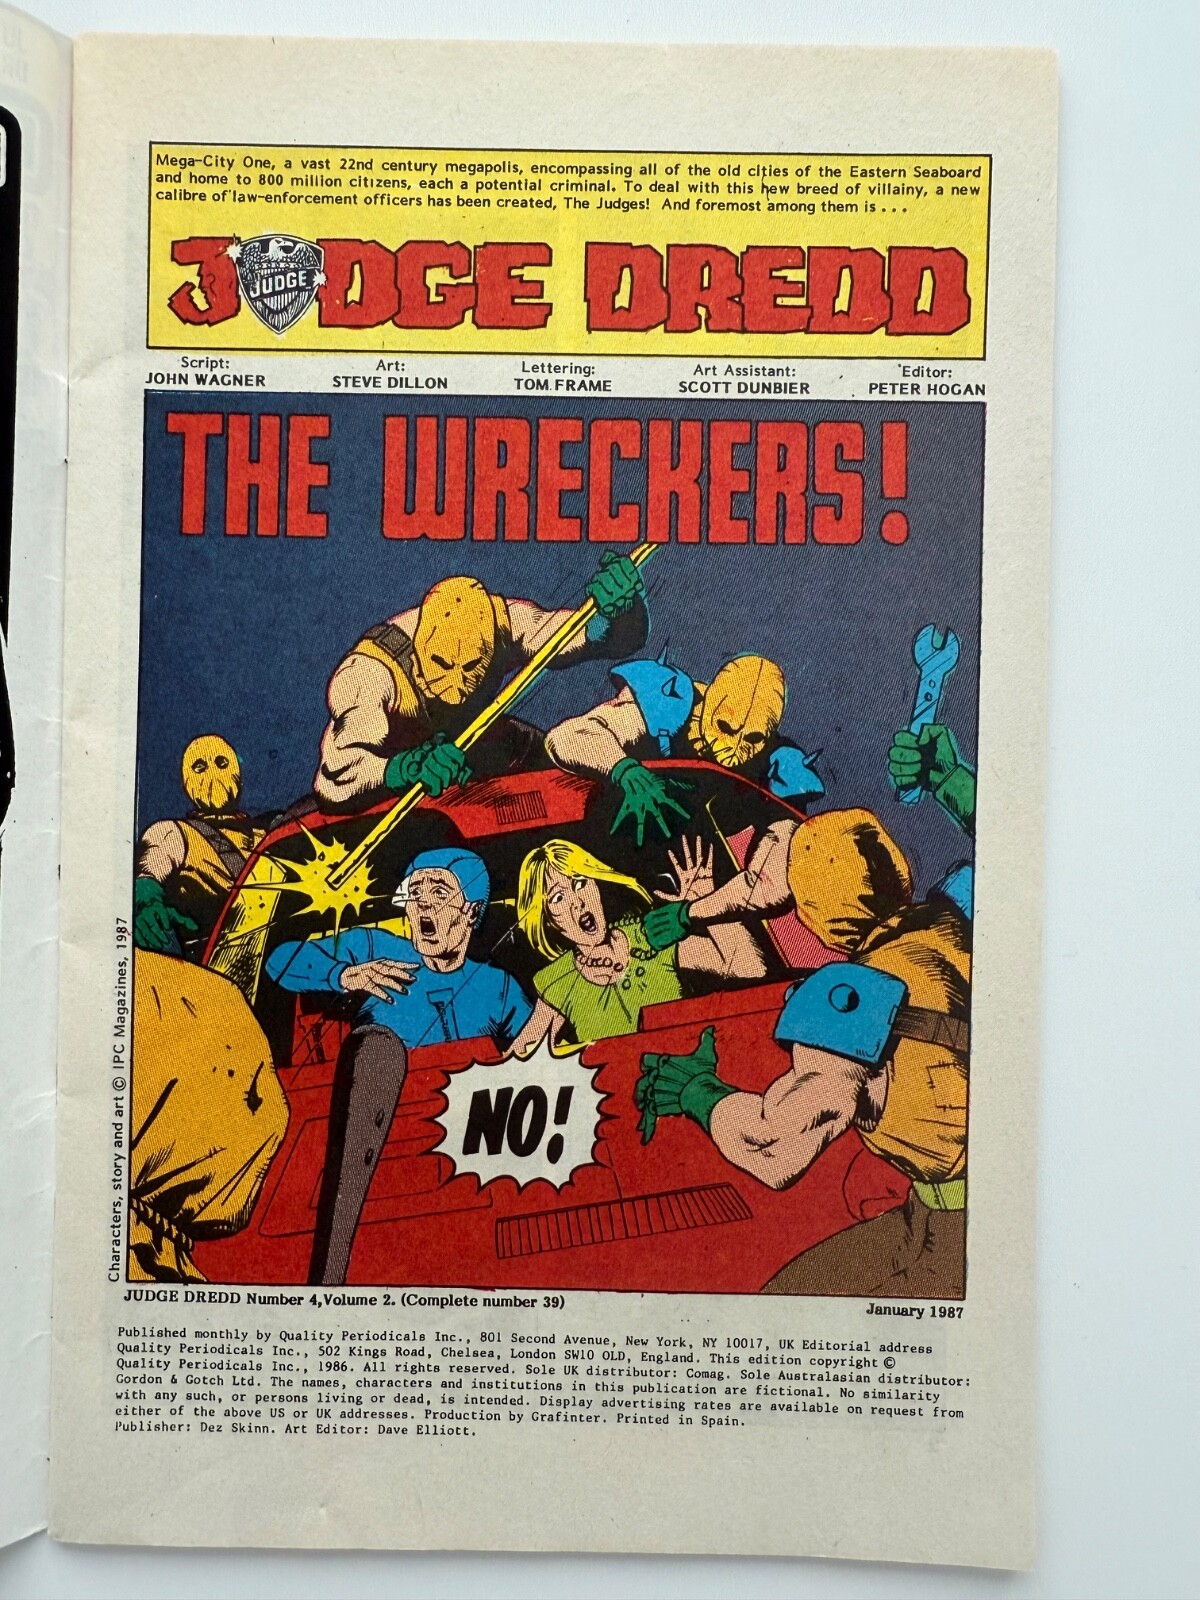 Mega-City One, a vast 22nd century megapolis, encompassing all of the old cities of the Eastern Seaboard
and home to 800 million citizens, each a potential criminal. To deal with this new breed of villainy, a new
calibre of law-enforcement officers has been created, The Judges! And foremost among them is ...
JUDGE DREDD
JUDGE
Script:
JOHN WAGNER
Art:
STEVE DILLON
Lettering:
TOM FRAME
Art Assistant:
SCOTT DUNBIER
Editor:
PETER HOGAN
THE WRECKERS!
NO!
Characters, story and art © IPC Magazines, 1987
JUDGE DREDD Number 4, Volume 2. (Complete number 39)
January 1987
Published monthly by Quality Periodicals Inc., 801 Second Avenue, New York, NY 10017, UK Editorial address
Quality Periodicals Inc., 502 Kings Road, Chelsea, London SW10 OLD, England. This edition copyright ©
Quality Periodicals Inc., 1986. All rights reserved. Sole UK distributor: Comag. Sole Australasian distributor:
Gordon & Gotch Ltd. The names, characters and institutions in this publication are fictional. No similarity
with any such, or persons living or dead, is intended. Display advertising rates are available on request from
either of the above US or UK addresses. Production by Grafinter. Printed in Spain.
Publisher: Dez Skinn. Art Editor: Dave Elliott.